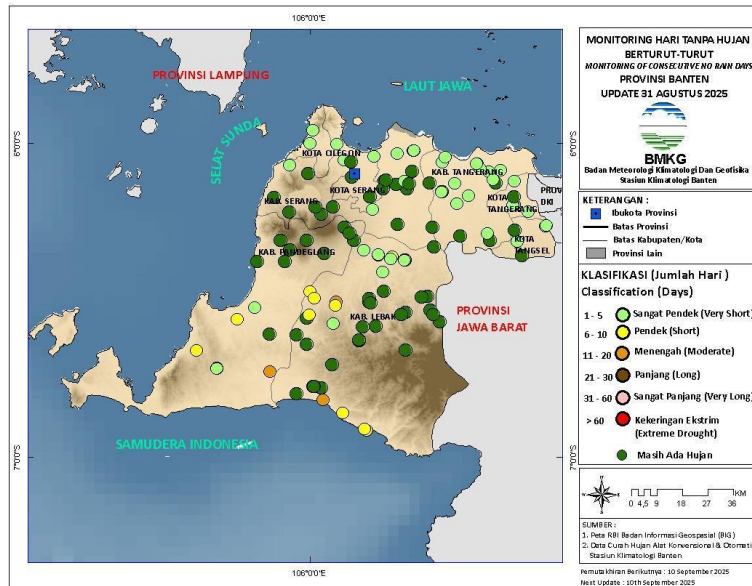 106°0'0"E
PROVINSI LAMPUNG
LAUT JAWA
SELAT SUNDA
6°0'0"S
6°0'0"S
KOTA CILEGON
KAB. TANGERANG
KOTA SERANG
KAB. SERANG
KOTA
TANGERANG
PROV
DKI
KOTA
TANGSEL
KAB. PANDEGLANG
KAB. LEBAK
PROVINSI
JAWA BARAT
SAMUDERA INDONESIA
7°0'0"S
7°0'0"S
106°0'0"E
MONITORING HARI TANPA HUJAN
BERTURUT-TURUT
MONITORING OF CONSECUTIVE NO RAIN DAYS
PROVINSI BANTEN
UPDATE 31 AGUSTUS 2025
BMKG
Badan Meteorologi Klimatologi Dan Geofisika
Stasiun Klimatologi Banten
KETERANGAN :
Ibukota Provinsi
Batas Provinsi
Batas Kabupaten/Kota
Provinsi Lain
KLASIFIKASI (Jumlah Hari )
Classification (Days)
1 - 5 Sangat Pendek (Very Short)
6 - 10 Pendek (Short)
11 - 20 Menengah (Moderate)
21 - 30 Panjang (Long)
31 - 60 Sangat Panjang (Very Long)
> 60 Kekeringan Ekstrim
(Extreme Drought)
Masih Ada Hujan
KM
0 4,5 9 18 27 36
SUMBER :
1. Peta RBI Badan Informasi Geospasial (BIG)
2. Data Curah Hujan Alat Konvensional & Otomati
Stasiun Klimatologi Banten
Pemutakhiran Berikutnya : 10 September 2025
Next Update : 10th September 2025